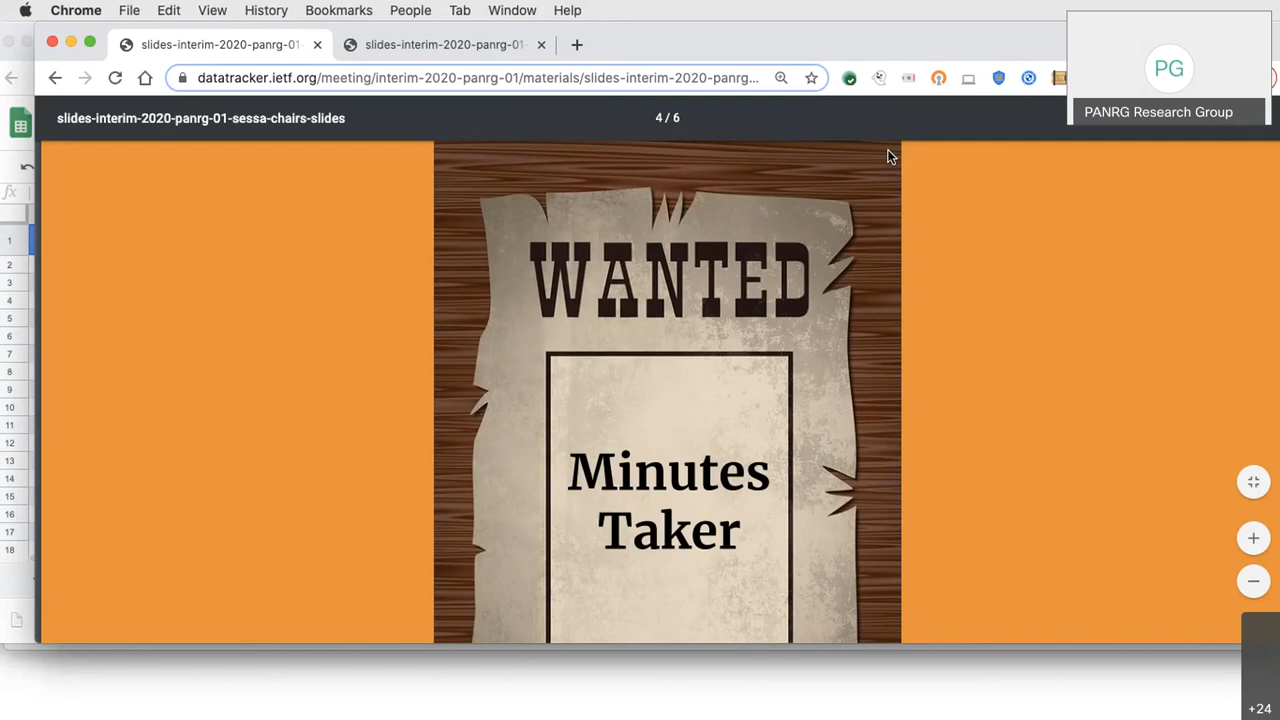 Chrome File Edit View History Bookmarks People Tab Window Help
slides-interim-2020-panrg-01- slides-interim-2020-panrg-01-
datatracker.ietf.org/meeting/interim-2020-panrg-01/materials/slides-interim-2020-panrg...
PG
PANRG Research Group
slides-interim-2020-panrg-01-sessa-chairs-slides
4 / 6
fx
WANTED
Minutes
Taker
1
2
3
4
5
6
7
8
9
10
11
12
13
14
15
16
17
18
+24